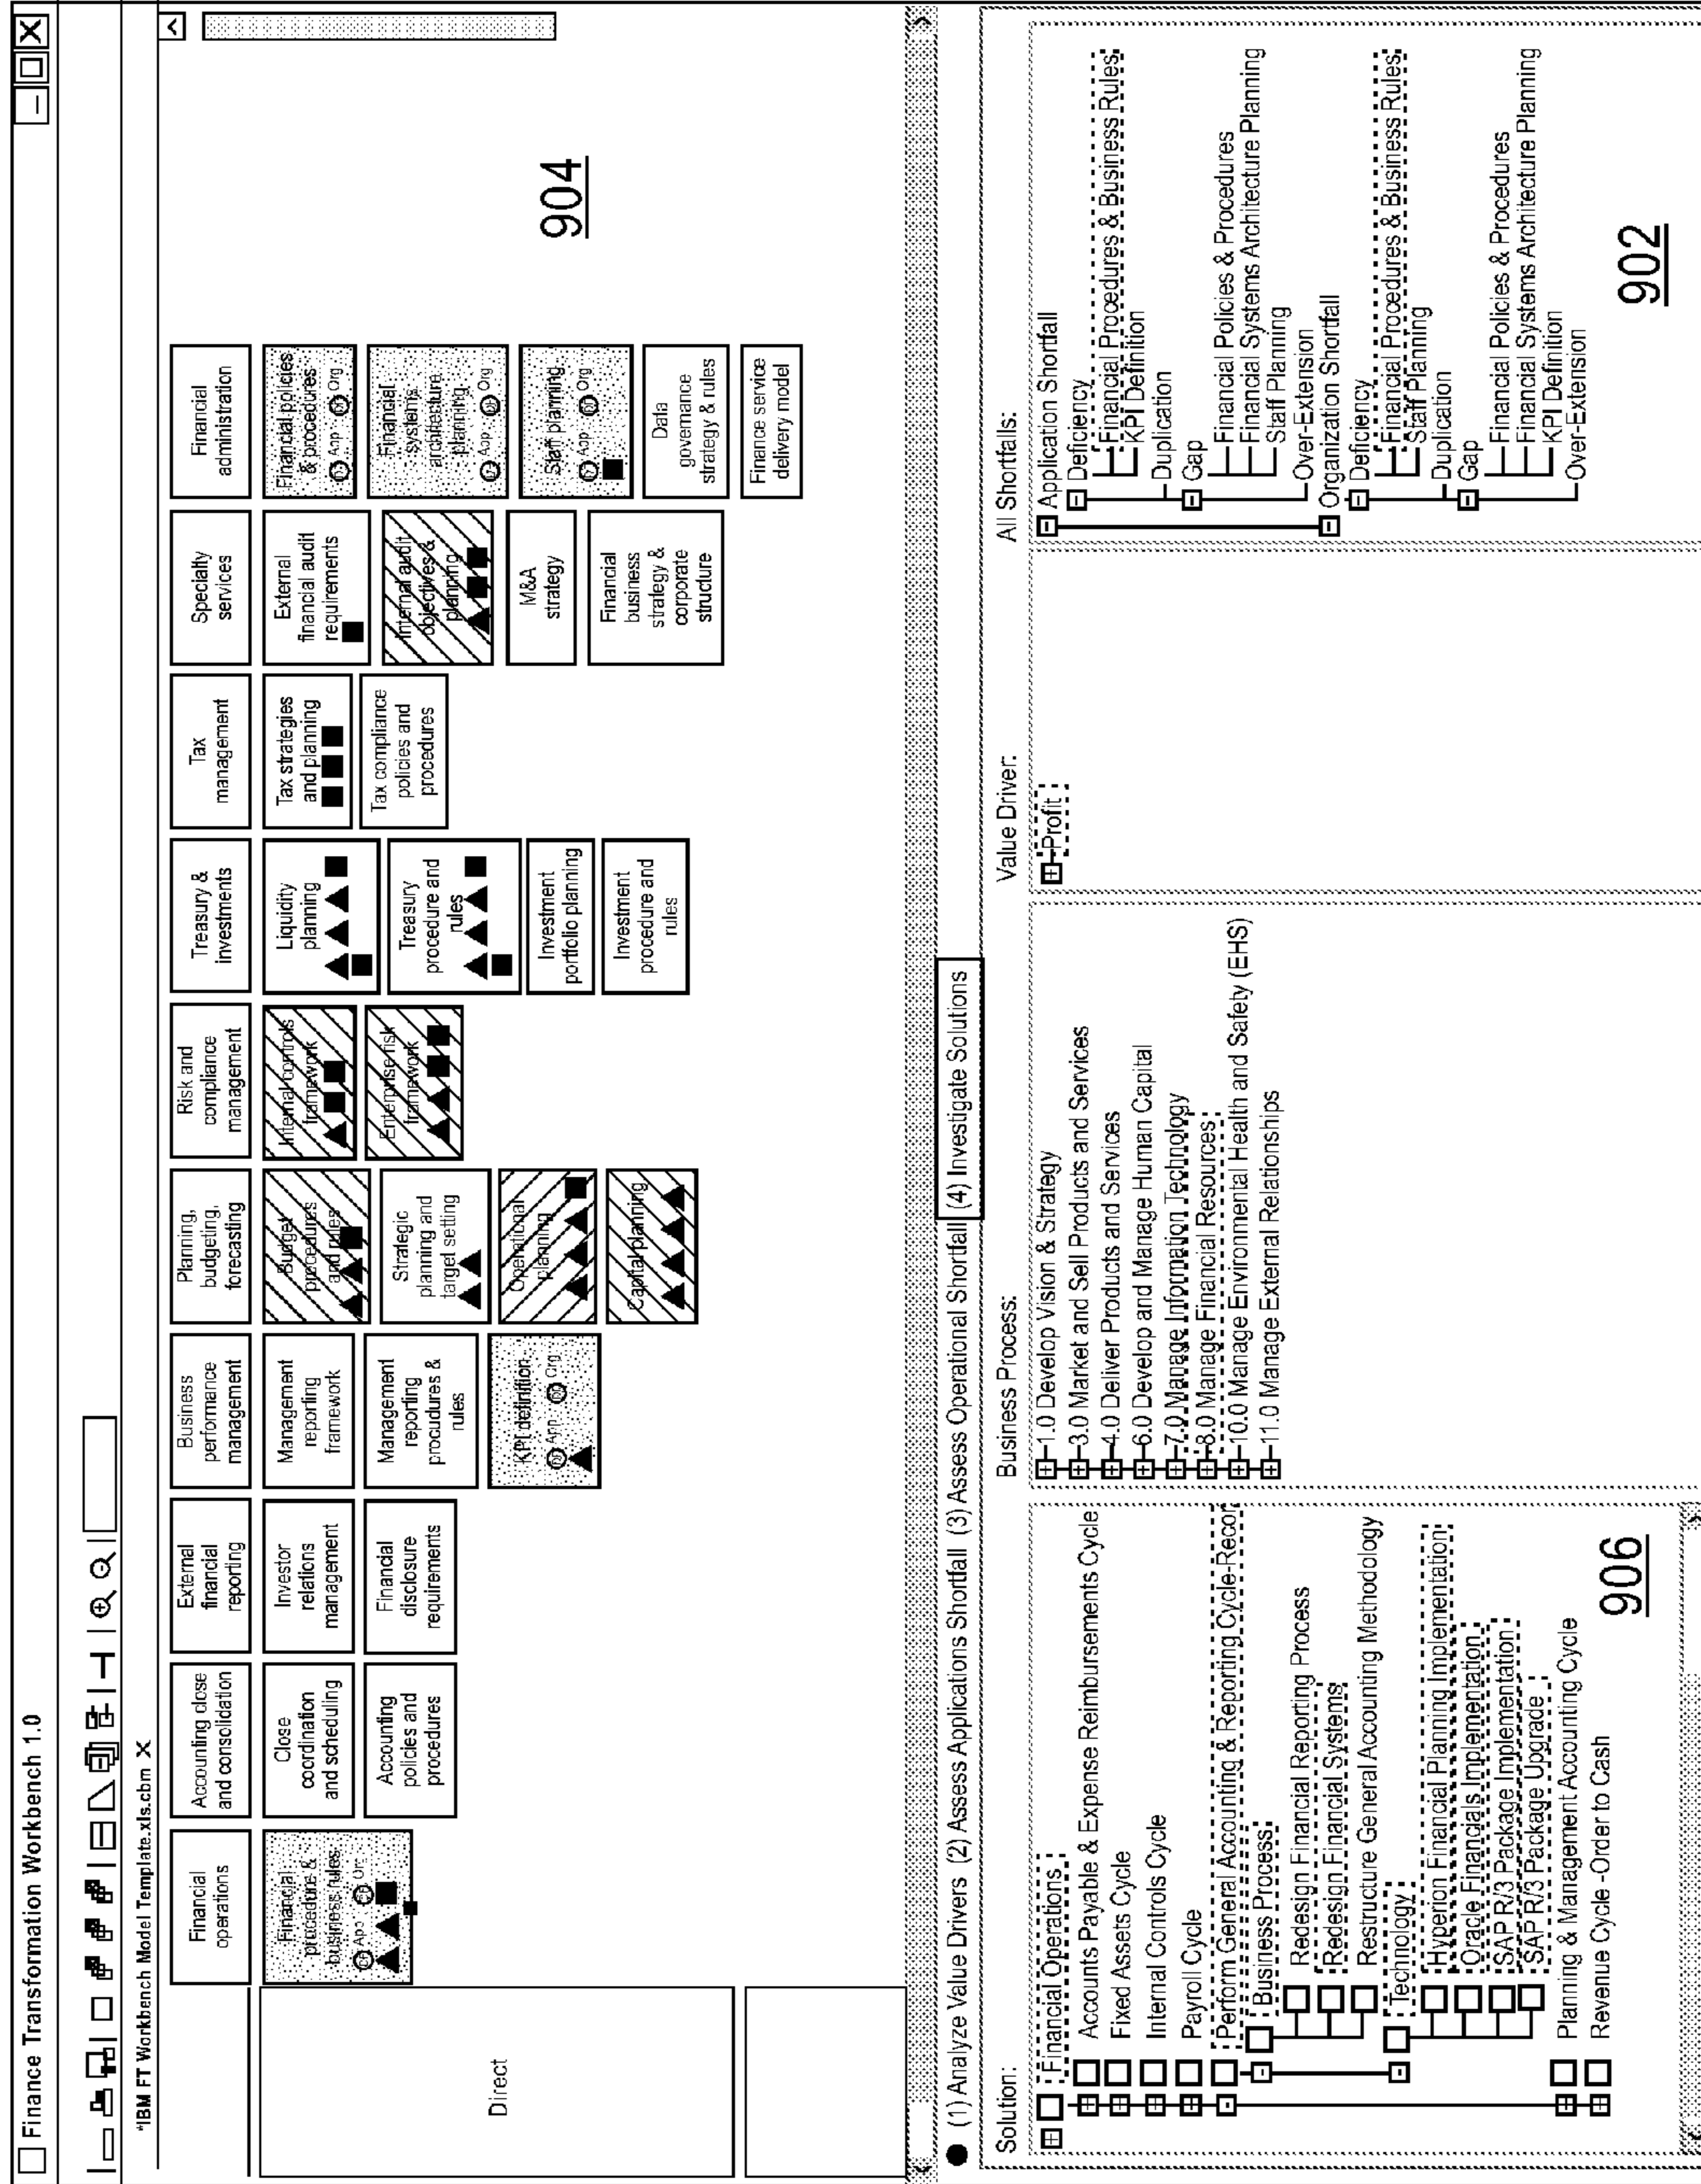 Finance Transformation Workbench 1.0
*IBM FT Workbench Model Template.xls.cbm X
Direct
Financial
operations
Financial
procedure &
business rules
App Org
Accounting close
and consolidation
Close
coordination
and scheduling
Accounting
policies and
procedures
External
financial
reporting
Investor
relations
management
Financial
disclosure
requirements
Business
performance
management
Management
reporting
framework
Management
reporting
procudures &
rules
KPI definition
App Org
Planning,
budgeting,
forecasting
Budget
procedures
and rules
Strategic
planning and
target setting
Operational
planning
Capital planning
Risk and
compliance
management
Internal controls
framework
Enterprise risk
framework
Treasury &
investments
Liquidity
planning
Treasury
procedure and
rules
Investment
portfolio planning
Investment
procedure and
rules
Tax
management
Tax strategies
and planning
Tax compliance
policies and
procedures
Specialty
services
External
financial audit
requirements
Internal audit
objectives &
planning
M&A
strategy
Financial
business
strategy &
corporate
structure
Financial
administration
Financial policies
& procedures
App Org
Financial
systems
architecture
planning
App Org
Staff planning
App Org
Data
governance
strategy & rules
Finance service
delivery model
904
(1) Analyze Value Drivers (2) Assess Applications Shortfall (3) Assess Operational Shortfall (4) Investigate Solutions
Solution:
Financial Operations
Accounts Payable & Expense Reimbursements Cycle
Fixed Assets Cycle
Internal Controls Cycle
Payroll Cycle
Perform General Accounting & Reporting Cycle-Recor
Business Process
Redesign Financial Reporting Process
Redesign Financial Systems
Restructure General Accounting Methodology
Technology
Hyperion Financial Planning Implementation
Oracle Financials Implementation
SAP R/3 Package Implementation
SAP R/3 Package Upgrade
Planning & Management Accounting Cycle
Revenue Cycle -Order to Cash
906
Business Process:
1.0 Develop Vision & Strategy
3.0 Market and Sell Products and Services
4.0 Deliver Products and Services
6.0 Develop and Manage Human Capital
7.0 Manage Information Technology
8.0 Manage Financial Resources
10.0 Manage Environmental Health and Safety (EHS)
11.0 Manage External Relationships
Value Driver:
Profit
All Shortfalls:
Application Shortfall
Deficiency
Financial Procedures & Business Rules
KPI Definition
Duplication
Gap
Financial Policies & Procedures
Financial Systems Architecture Planning
Staff Planning
Over-Extension
Organization Shortfall
Deficiency
Financial Procedures & Business Rules
Staff Planning
Duplication
Gap
Financial Policies & Procedures
Financial Systems Architecture Planning
KPI Definition
Over-Extension
902